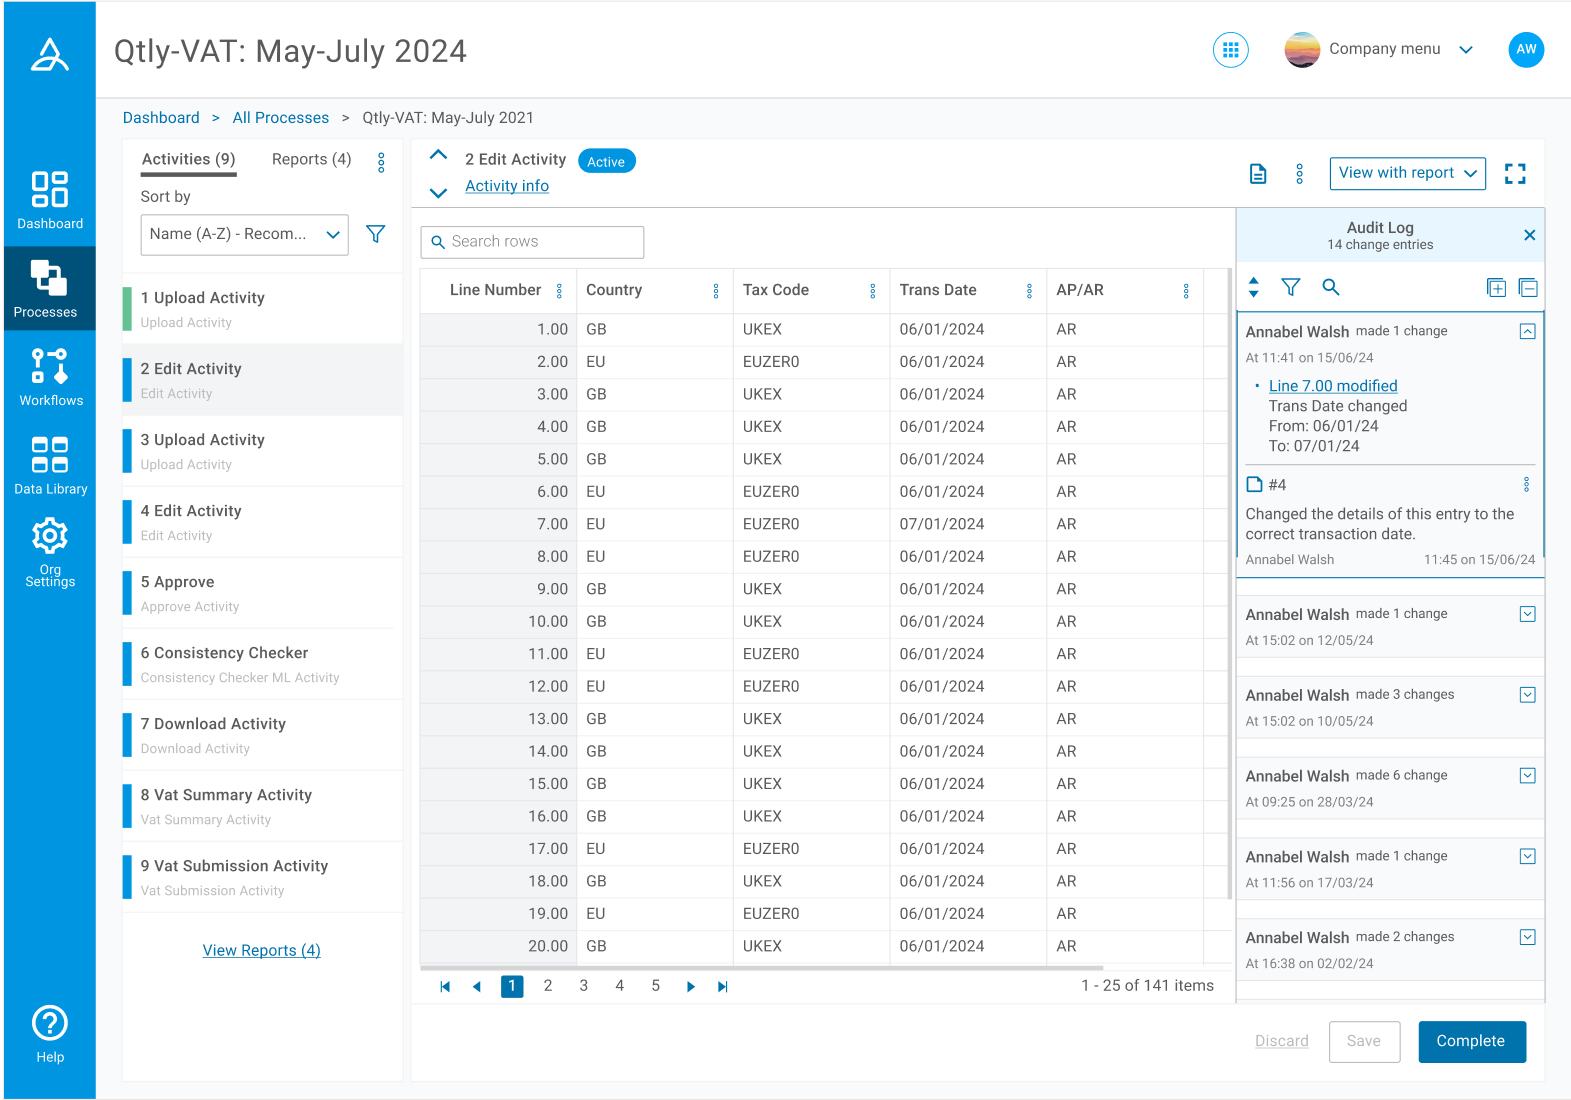 Qtly-VAT: May-July 2024
Company menu
AW
Dashboard > All Processes > Qtly-VAT: May-July 2021
Dashboard
Processes
Workflows
Data Library
Org
Settings
Help
Activities (9)
Reports (4)
Sort by
Name (A-Z) - Recom...
1 Upload Activity
Upload Activity
2 Edit Activity
Edit Activity
3 Upload Activity
Upload Activity
4 Edit Activity
Edit Activity
5 Approve
Approve Activity
6 Consistency Checker
Consistency Checker ML Activity
7 Download Activity
Download Activity
8 Vat Summary Activity
Vat Summary Activity
9 Vat Submission Activity
Vat Submission Activity
View Reports (4)
2 Edit Activity Active
Activity info
View with report
Search rows
Line Number Country Tax Code Trans Date AP/AR
1.00 GB UKEX 06/01/2024 AR
2.00 EU EUZER0 06/01/2024 AR
3.00 GB UKEX 06/01/2024 AR
4.00 GB UKEX 06/01/2024 AR
5.00 GB UKEX 06/01/2024 AR
6.00 EU EUZER0 06/01/2024 AR
7.00 EU EUZER0 07/01/2024 AR
8.00 EU EUZER0 06/01/2024 AR
9.00 GB UKEX 06/01/2024 AR
10.00 GB UKEX 06/01/2024 AR
11.00 EU EUZER0 06/01/2024 AR
12.00 EU EUZER0 06/01/2024 AR
13.00 GB UKEX 06/01/2024 AR
14.00 GB UKEX 06/01/2024 AR
15.00 GB UKEX 06/01/2024 AR
16.00 GB UKEX 06/01/2024 AR
17.00 EU EUZER0 06/01/2024 AR
18.00 GB UKEX 06/01/2024 AR
19.00 EU EUZER0 06/01/2024 AR
20.00 GB UKEX 06/01/2024 AR
1 2 3 4 5
1 - 25 of 141 items
Audit Log
14 change entries
Annabel Walsh made 1 change
At 11:41 on 15/06/24
• Line 7.00 modified
Trans Date changed
From: 06/01/24
To: 07/01/24
#4
Changed the details of this entry to the
correct transaction date.
Annabel Walsh 11:45 on 15/06/24
Annabel Walsh made 1 change
At 15:02 on 12/05/24
Annabel Walsh made 3 changes
At 15:02 on 10/05/24
Annabel Walsh made 6 change
At 09:25 on 28/03/24
Annabel Walsh made 1 change
At 11:56 on 17/03/24
Annabel Walsh made 2 changes
At 16:38 on 02/02/24
Discard
Save
Complete